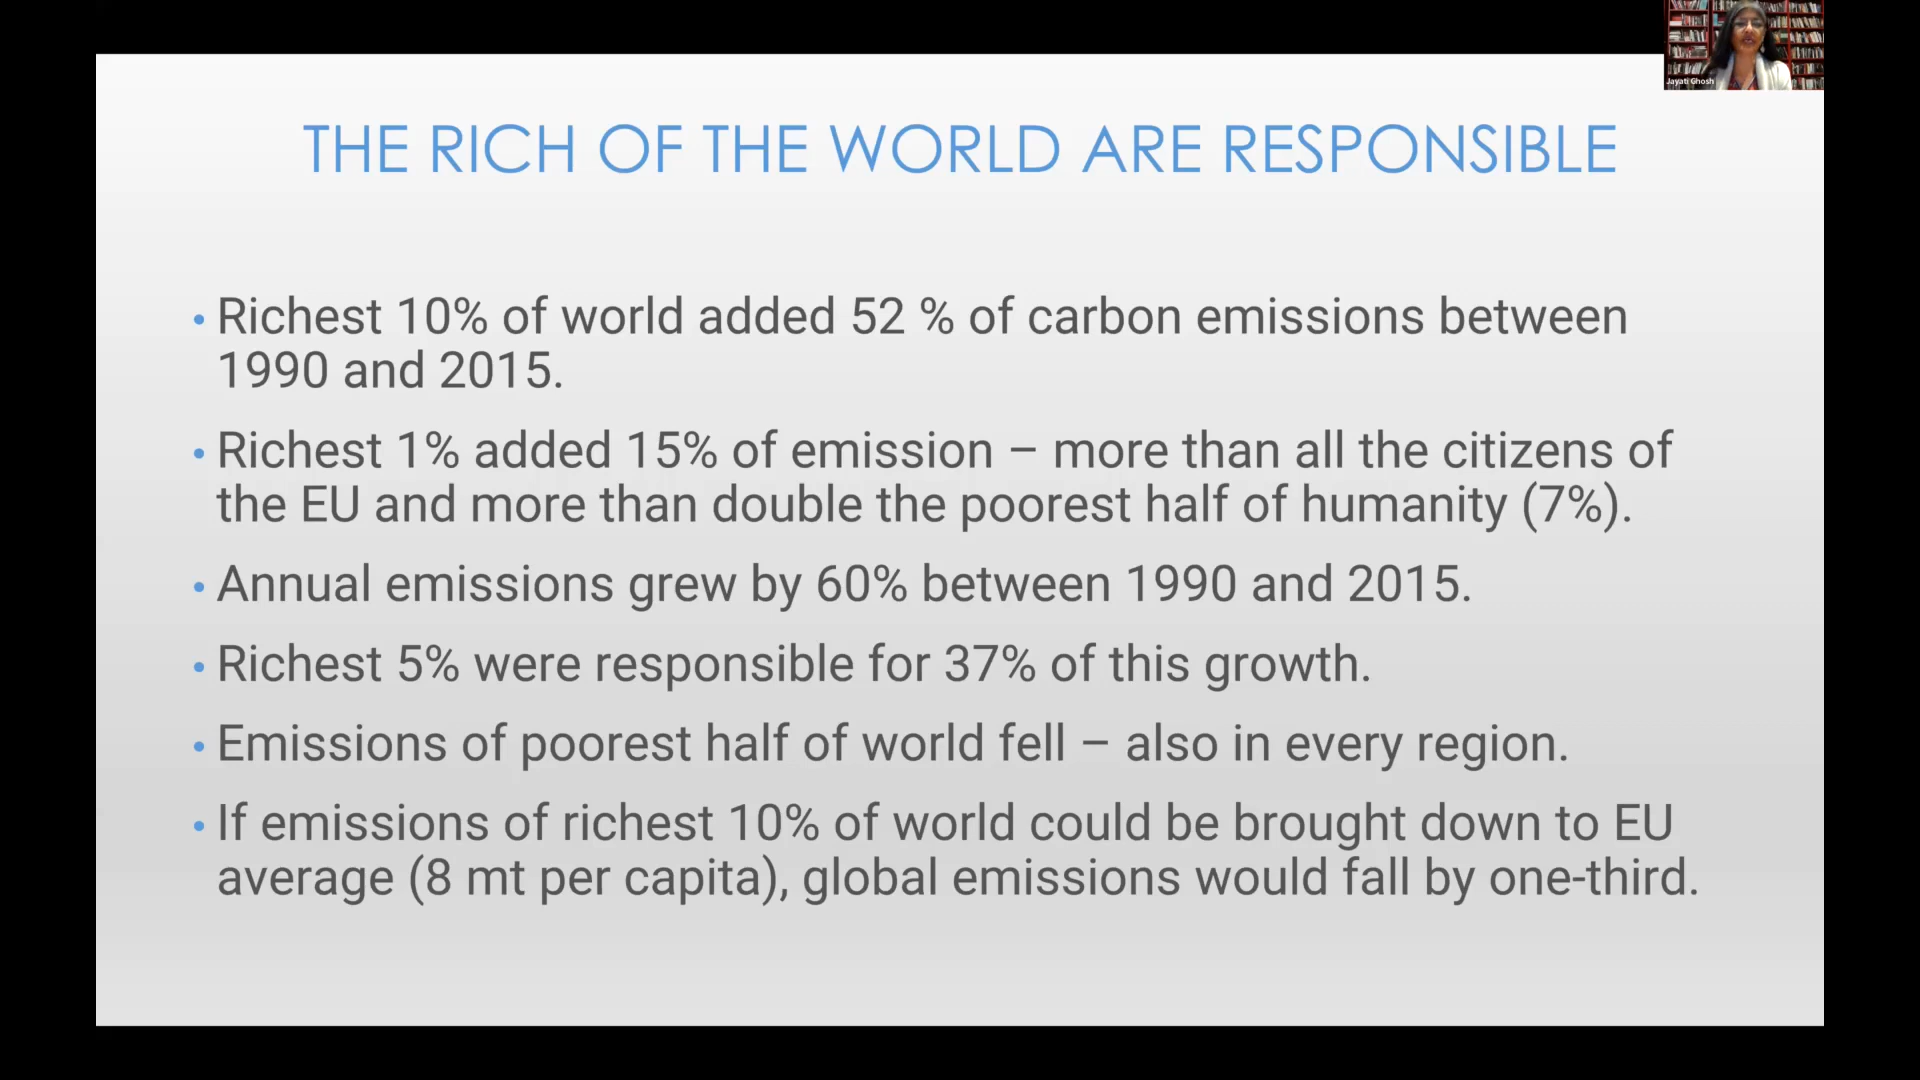 Jayati Ghosh
THE RICH OF THE WORLD ARE RESPONSIBLE
• Richest 10% of world added 52 % of carbon emissions between
1990 and 2015.
• Richest 1% added 15% of emission – more than all the citizens of
the EU and more than double the poorest half of humanity (7%).
• Annual emissions grew by 60% between 1990 and 2015.
• Richest 5% were responsible for 37% of this growth.
• Emissions of poorest half of world fell – also in every region.
• If emissions of richest 10% of world could be brought down to EU
average (8 mt per capita), global emissions would fall by one-third.